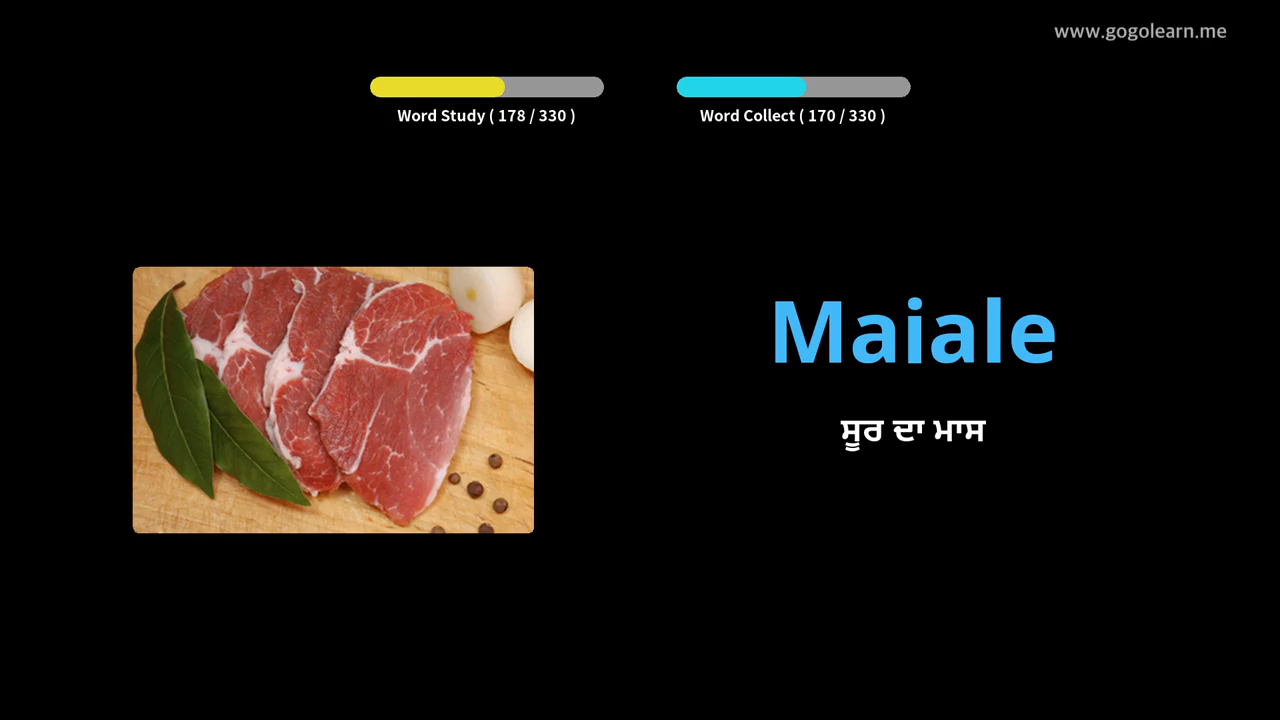 www.gogolearn.me
Word Study ( 178 / 330 )
Word Collect ( 170 / 330 )
Maiale
ਸੂਰ ਦਾ ਮਾਸ